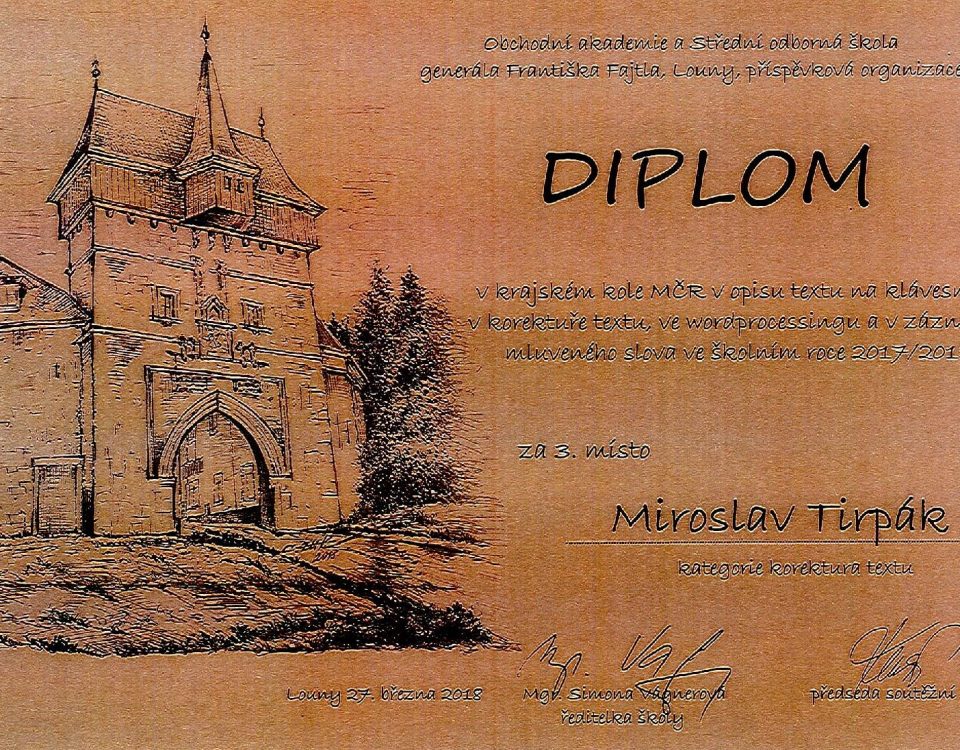 Obchodní akademie a Střední odborná škola
generála Františka Fajtla, Louny, příspěvková organizace
DIPLOM
v krajském kole MČR v opisu textu na klávesn
v korektuře textu, ve wordprocessingu a v zázn
mluveného slova ve školním roce 2017/201
za 3. místo
Miroslav Tirpák
kategorie korektura textu
Louny 27. března 2018
Mgr. Simona Vágnerová
ředitelka školy
předseda soutěžní